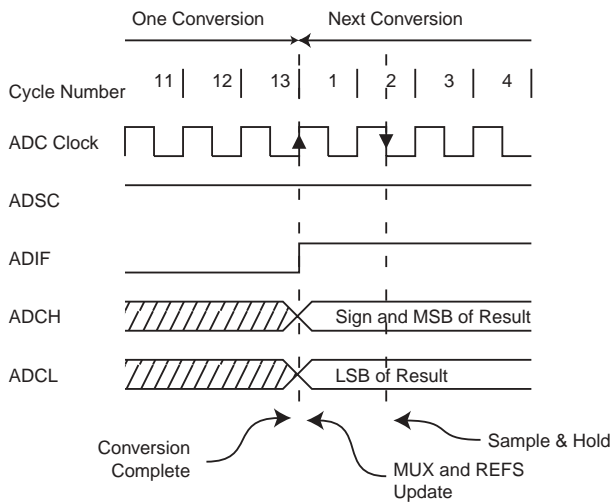 One Conversion Next Conversion
Cycle Number 11 12 13 1 2 3 4
ADC Clock
ADSC
ADIF
ADCH Sign and MSB of Result
ADCL LSB of Result
Sample & Hold
Conversion
Complete
MUX and REFS
Update